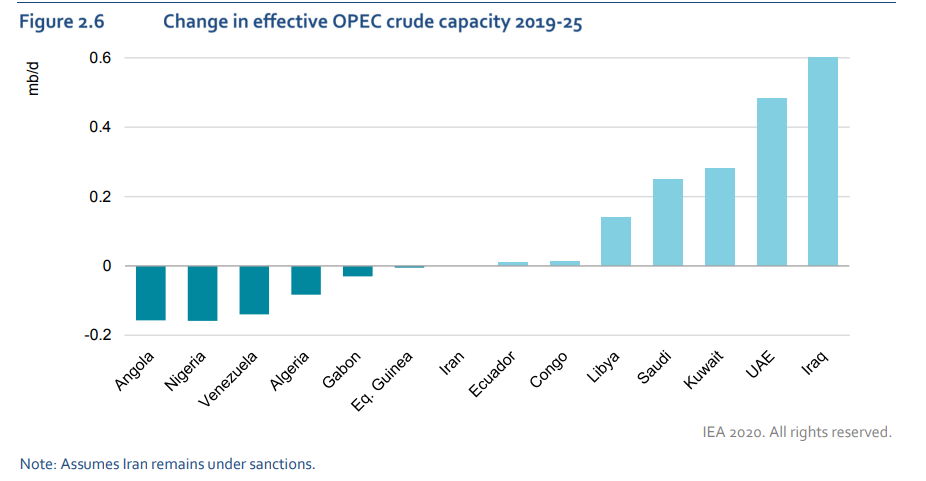 Figure 2.6 Change in effective OPEC crude capacity 2019-25
mb/d
0.6
0.4
0.2
0
-0.2
Angola
Nigeria
Venezuela
Algeria
Gabon
Eq. Guinea
Iran
Ecuador
Congo
Libya
Saudi
Kuwait
UAE
Iraq
IEA 2020. All rights reserved.
Note: Assumes Iran remains under sanctions.